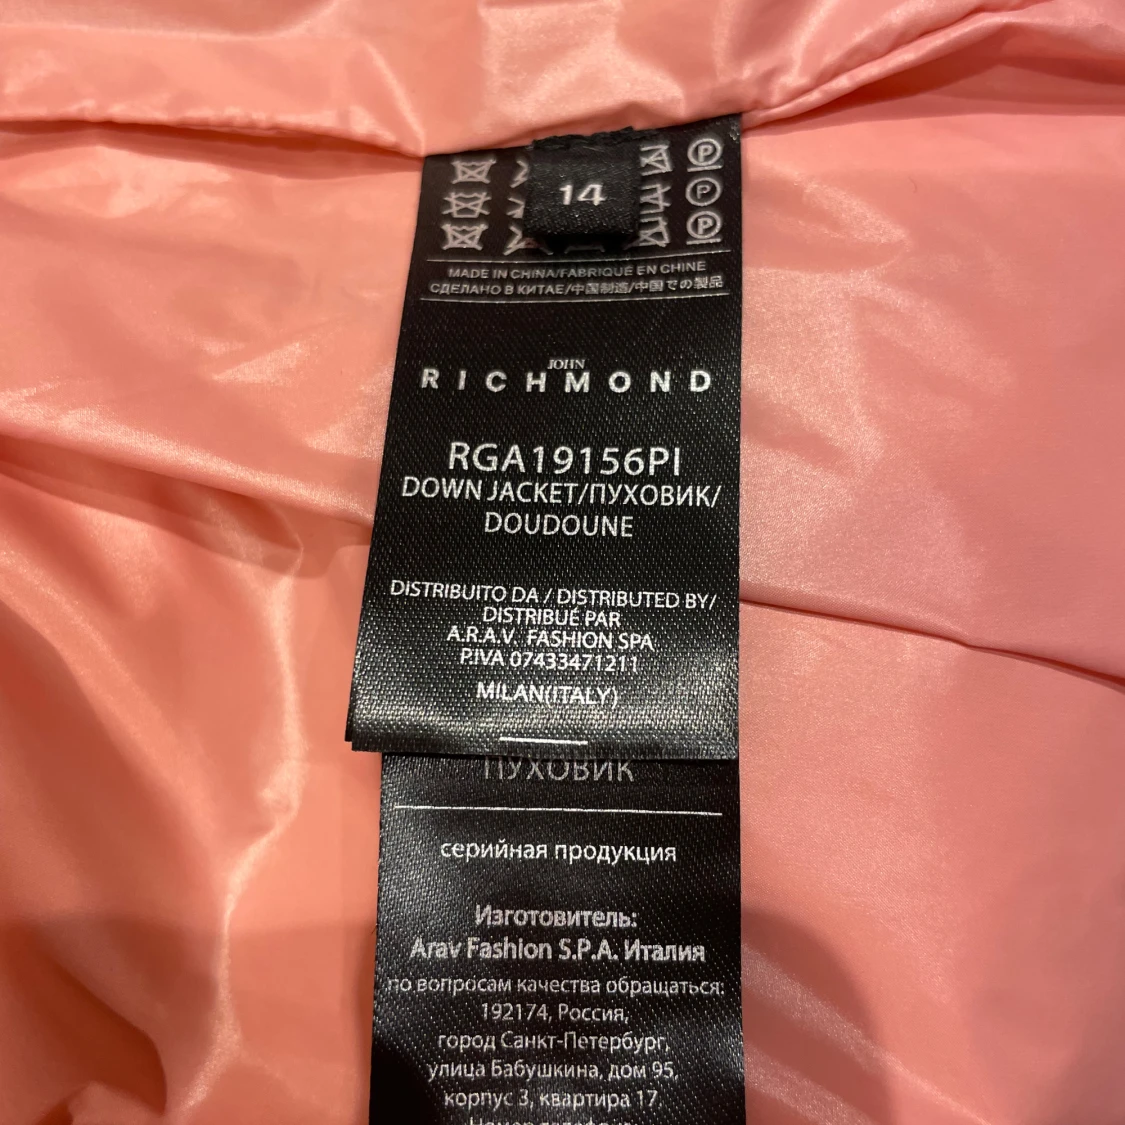 14
MADE IN CHINA/FABRIQUÉ EN CHINE
СДЕЛАНО В КИТАЕ/中国制造/中国での製品
JOHN
RICHMOND
RGA19156PI
DOWN JACKET/ПУХОВИК/
DOUDOUNE
DISTRIBUITO DA / DISTRIBUTED BY/
DISTRIBUÉ PAR
A.R.A.V. FASHION SPA
P.IVA 07433471211
MILAN(ITALY)
ПУХОВИК
серийная продукция
Изготовитель:
Arav Fashion S.P.A. Италия
по вопросам качества обращаться:
192174, Россия,
город Санкт-Петербург,
улица Бабушкина, дом 95,
корпус 3, квартира 17,